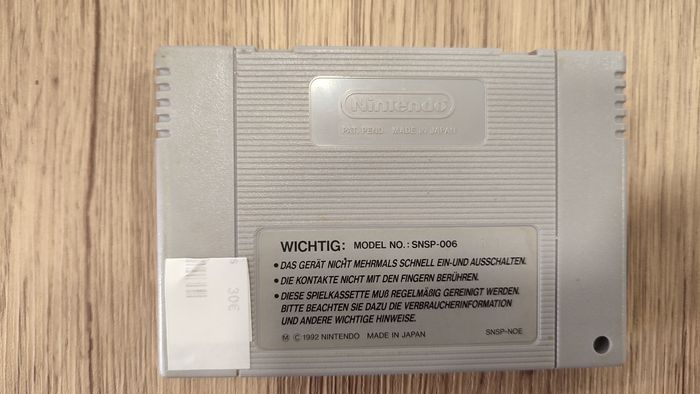 Nintendo
PAT. PEND. MADE IN JAPAN
WICHTIG: MODEL NO.: SNSP-006
• DAS GERÄT NICHT MEHRMALS SCHNELL EIN-UND AUSSCHALTEN.
• DIE KONTAKTE NICHT MIT DEN FINGERN BERÜHREN.
• DIESE SPIELKASSETTE MUß REGELMÄßIG GEREINIGT WERDEN.
BITTE BEACHTEN SIE DAZU DIE VERBRAUCHERINFORMATION
UND ANDERE WICHTIGE HINWEISE.
Ⓜ © 1992 NINTENDO MADE IN JAPAN SNSP-NOE
30€